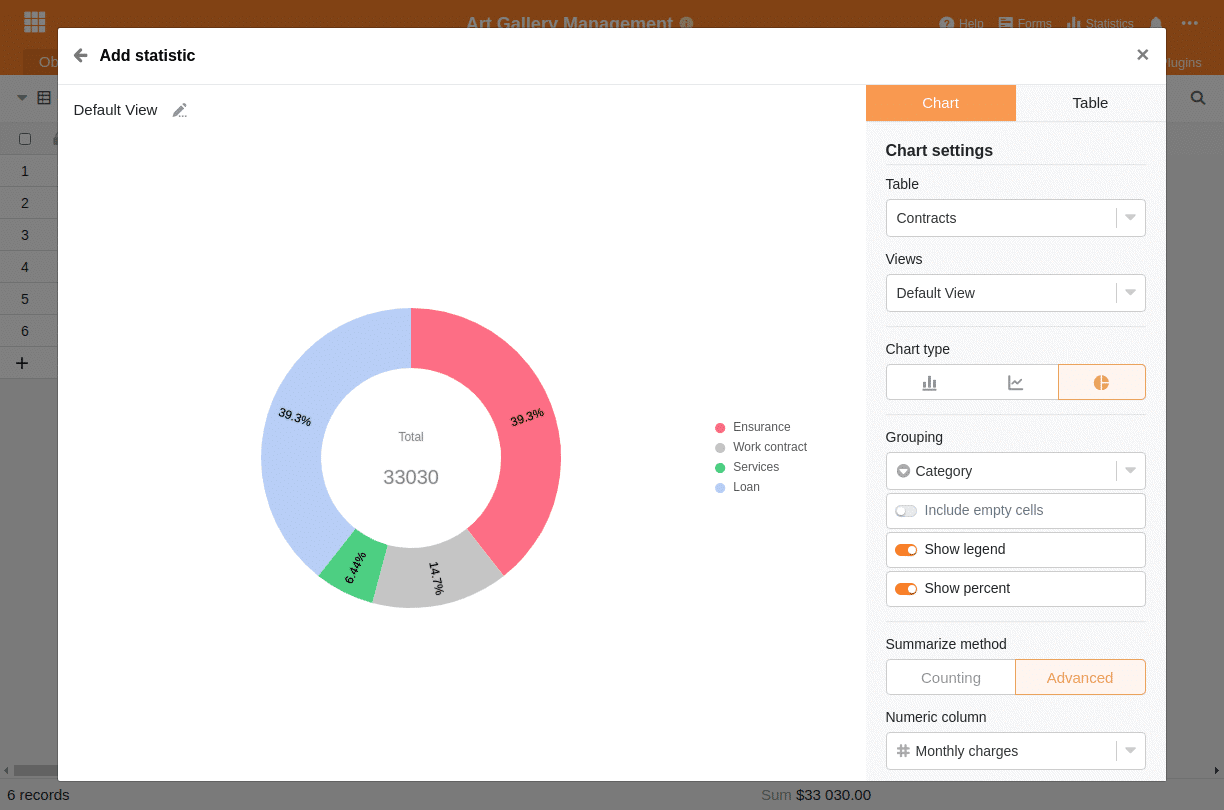 Art Gallery Management
Help
Forms
Statistics
Ob
lugins
Add statistic
Default View
Chart
Table
Chart settings
Table
Contracts
Views
Default View
Chart type
Grouping
Category
Include empty cells
Show legend
Show percent
Summarize method
Counting
Advanced
Numeric column
Monthly charges
39.3%
39.3%
6.44%
14.7%
Total
33030
Ensurance
Work contract
Services
Loan
1
2
3
4
5
6
6 records
Sum $33 030.00